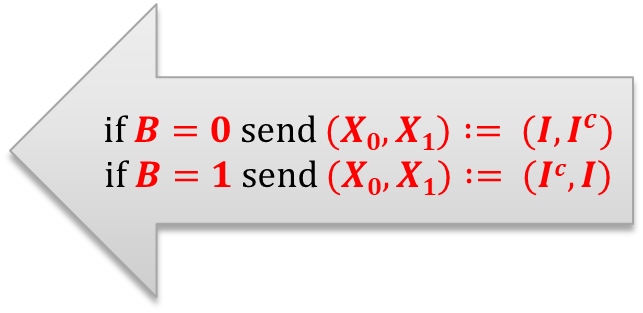 if B = 0 send (X₀, X₁) := (I, Iᶜ)
if B = 1 send (X₀, X₁) := (Iᶜ, I)